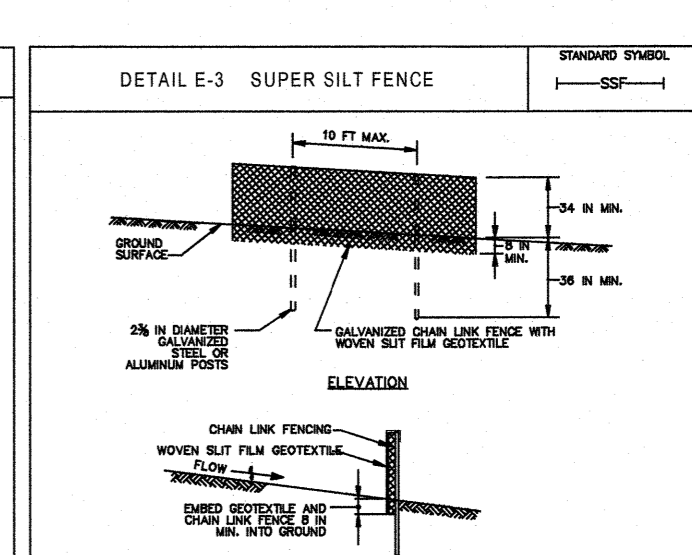 DETAIL E-3 SUPER SILT FENCE
STANDARD SYMBOL
SSF
10 FT MAX.
34 IN MIN.
GROUND
SURFACE
8 IN
MIN.
36 IN MIN.
2⅜ IN DIAMETER
GALVANIZED
STEEL OR
ALUMINUM POSTS
GALVANIZED CHAIN LINK FENCE WITH
WOVEN SLIT FILM GEOTEXTILE
ELEVATION
CHAIN LINK FENCING
WOVEN SLIT FILM GEOTEXTILE
FLOW
EMBED GEOTEXTILE AND
CHAIN LINK FENCE 8 IN
MIN. INTO GROUND